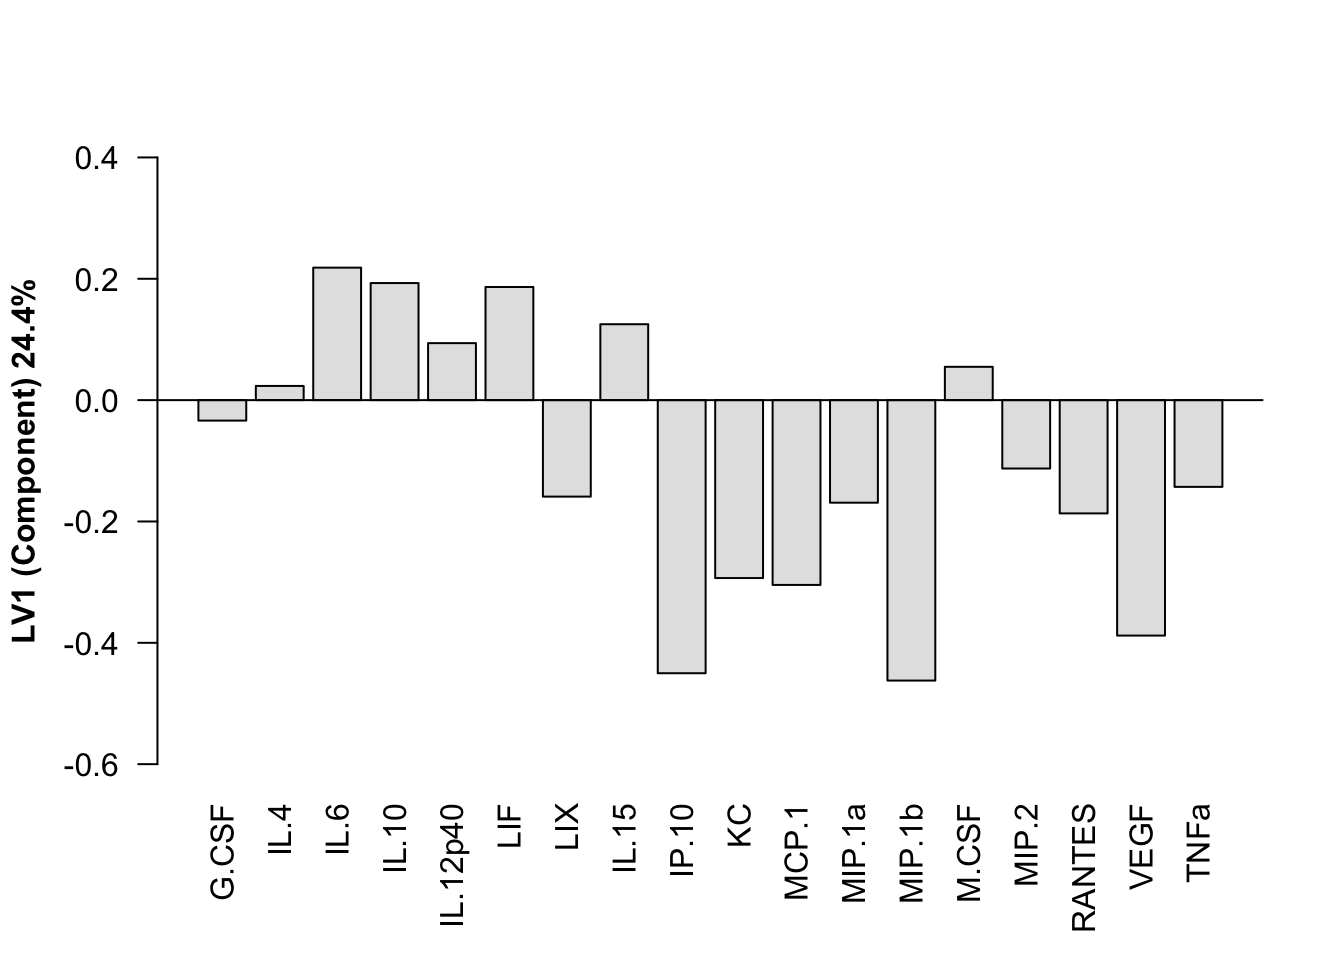 LV1 (Component) 24.4%
0.4
0.2
0.0
-0.2
-0.4
-0.6
G.CSF
IL.4
IL.6
IL.10
IL.12p40
LIF
LIX
IL.15
IP.10
KC
MCP.1
MIP.1a
MIP.1b
M.CSF
MIP.2
RANTES
VEGF
TNFa